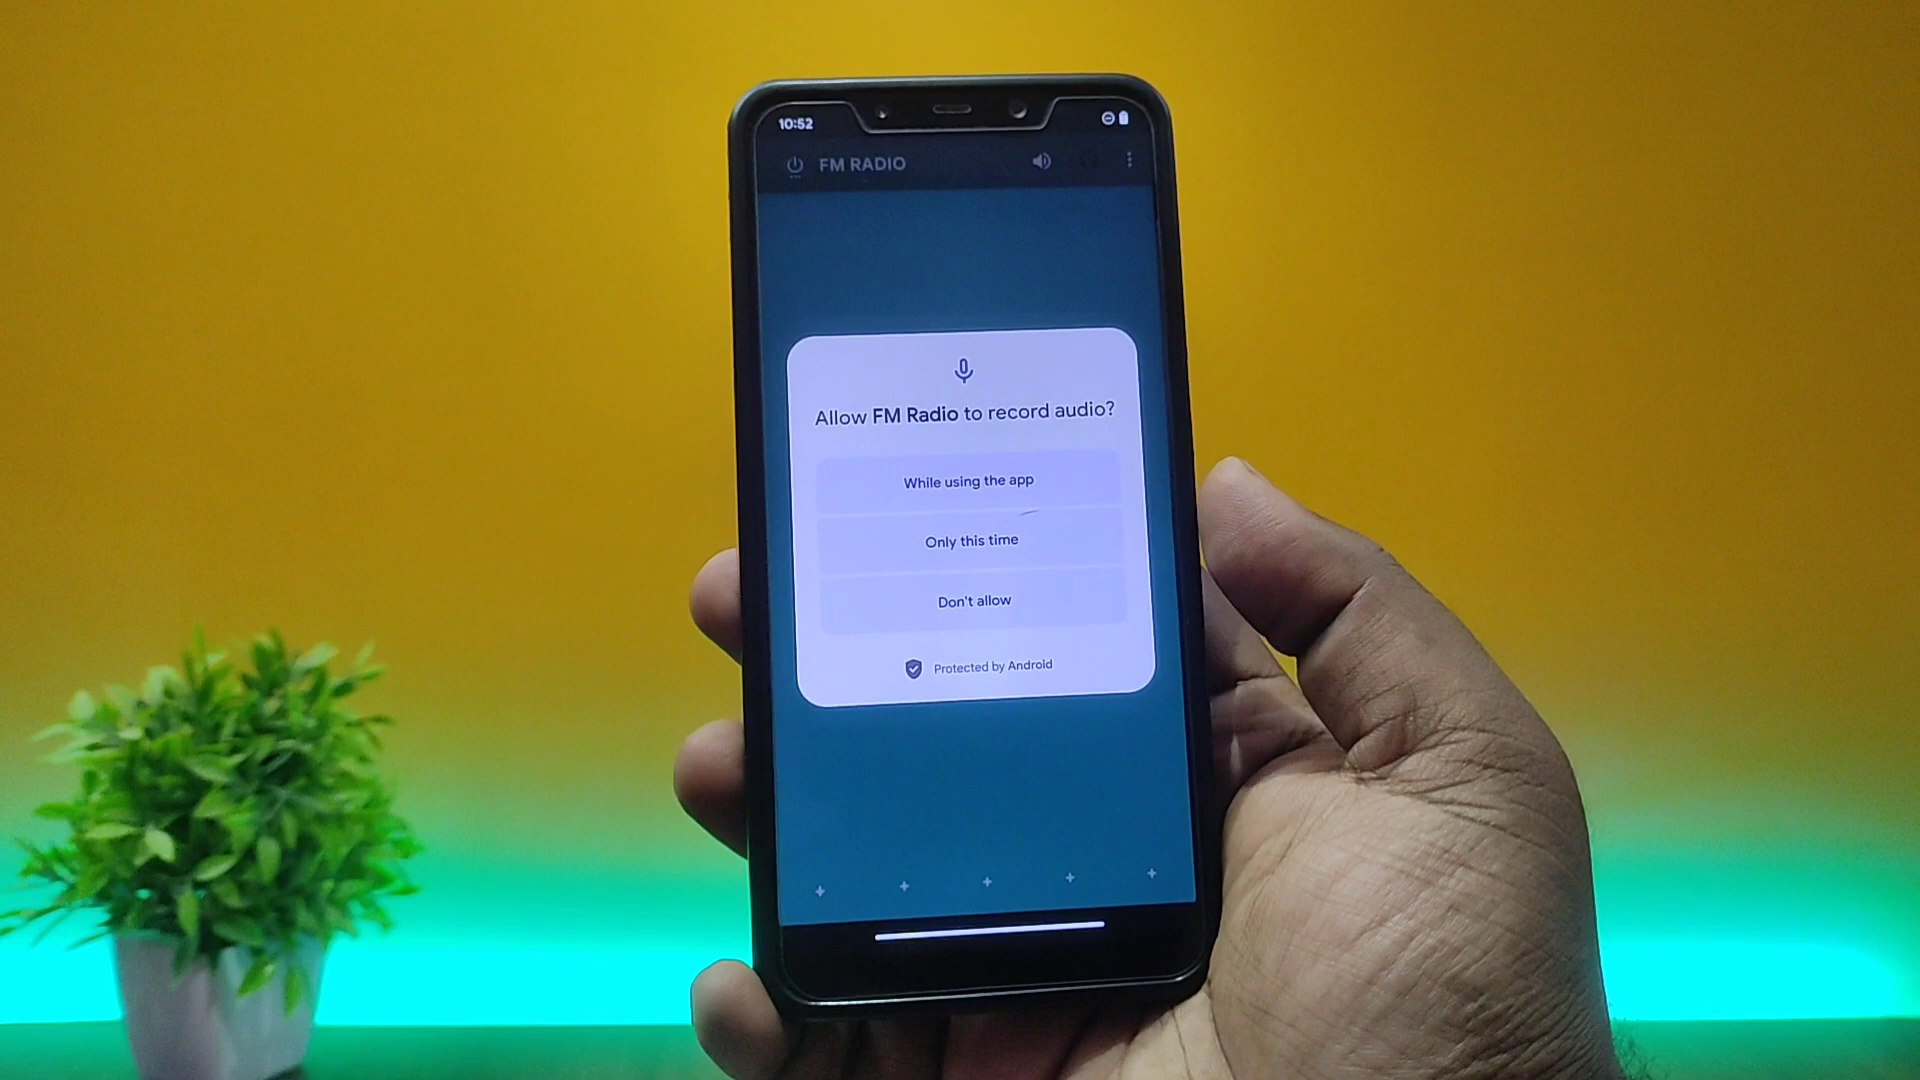 10:52
FM RADIO
Allow FM Radio to record audio?
While using the app
Only this time
Don't allow
Protected by Android